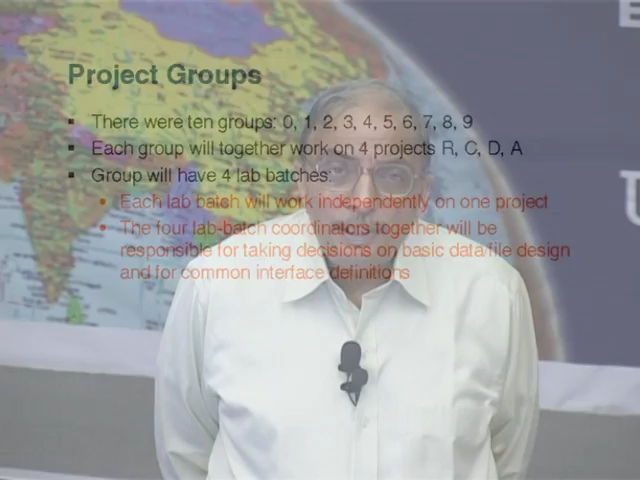 Project Groups
▪ There were ten groups: 0, 1, 2, 3, 4, 5, 6, 7, 8, 9
▪ Each group will together work on 4 projects R, C, D, A
▪ Group will have 4 lab batches:
• Each lab batch will work independently on one project
• The four lab-batch coordinators together will be
responsible for taking decisions on basic data/file design
and for common interface definitions